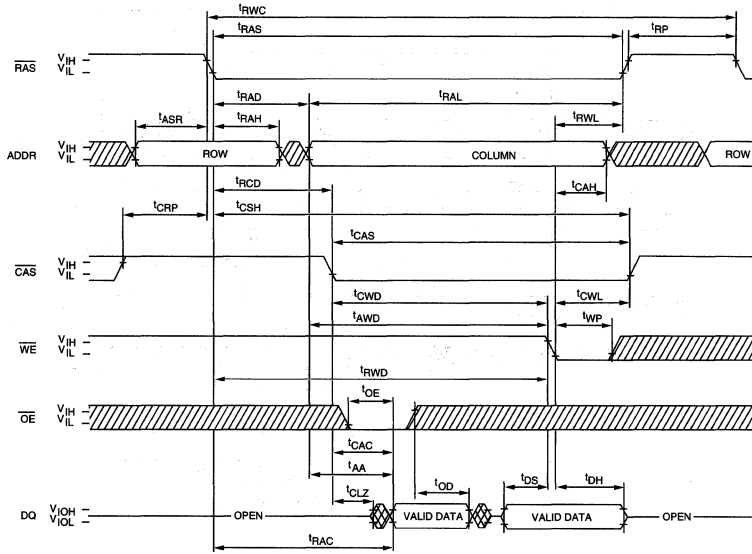 tRWC
tRAS
tRP
RAS
VIH
VIL
tRAD
tRAL
tASR
tRAH
tRWL
ADDR
VIH
VIL
ROW
COLUMN
ROW
tRCD
tCAH
tCRP
tCSH
tCAS
CAS
VIH
VIL
tCWD
tCWL
tAWD
tWP
WE
VIH
VIL
tRWD
tOE
OE
VIH
VIL
tCAC
tAA
tOD
tCLZ
tDS
tDH
DQ
VIOH
VIOL
OPEN
VALID DATA
VALID DATA
OPEN
tRAC